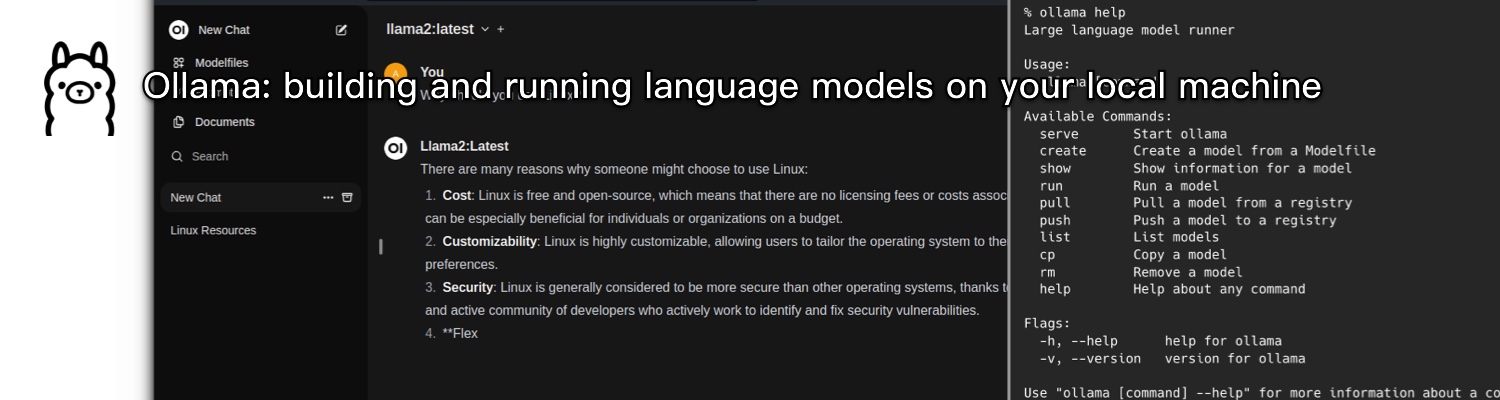 Ollama: building and running language models on your local machine
OI New Chat
Modelfiles
Documents
Search
New Chat
Linux Resources
llama2:latest
You
OI Llama2:Latest
There are many reasons why someone might choose to use Linux:
1. Cost: Linux is free and open-source, which means that there are no licensing fees or costs assoc
can be especially beneficial for individuals or organizations on a budget.
2. Customizability: Linux is highly customizable, allowing users to tailor the operating system to the
preferences.
3. Security: Linux is generally considered to be more secure than other operating systems, thanks t
and active community of developers who actively work to identify and fix security vulnerabilities.
4. **Flex
% ollama help
Large language model runner
Usage:
Available Commands:
serve Start ollama
create Create a model from a Modelfile
show Show information for a model
run Run a model
pull Pull a model from a registry
push Push a model to a registry
list List models
cp Copy a model
rm Remove a model
help Help about any command
Flags:
-h, --help help for ollama
-v, --version version for ollama
Use "ollama [command] --help" for more information about a co